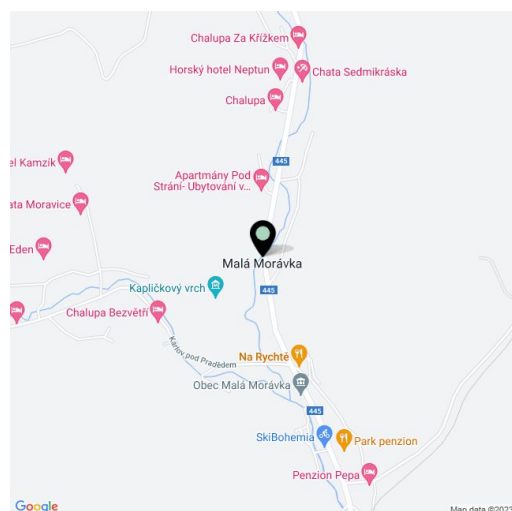 Chalupa Za Křížkem
Horský hotel Neptun
Chata Sedmikráska
Chalupa
445
el Kamzík
Apartmány Pod
Strání- Ubytování v...
ata Moravice
Eden
Malá Morávka
Kapličkový vrch
445
Chalupa Bezvětří
Karlov pod Pradědem
Na Rychtě
Obec Malá Morávka
445
SkiBohemia
Park penzion
Penzion Pepa
Google
Map data ©2023